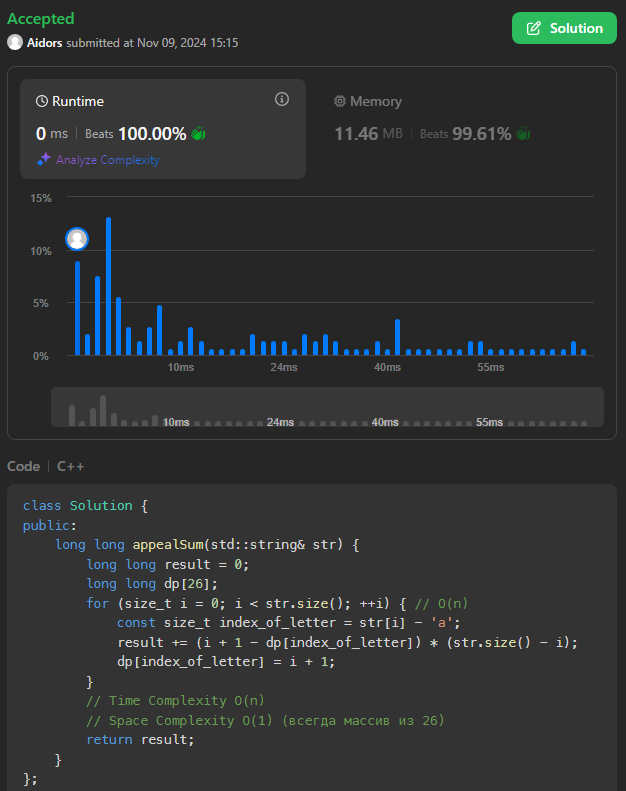 Accepted
Aidors submitted at Nov 09, 2024 15:15
Solution
Runtime
0 ms | Beats 100.00%
Analyze Complexity
Memory
11.46 MB | Beats 99.61%
15%
10%
5%
0%
10ms 24ms 40ms 55ms
10ms 24ms 40ms 55ms
Code | C++
class Solution {
public:
    long long appealSum(std::string& str) {
        long long result = 0;
        long long dp[26];
        for (size_t i = 0; i < str.size(); ++i) { // O(n)
            const size_t index_of_letter = str[i] - 'a';
            result += (i + 1 - dp[index_of_letter]) * (str.size() - i);
            dp[index_of_letter] = i + 1;
        }
        // Time Complexity O(n)
        // Space Complexity O(1) (всегда массив из 26)
        return result;
    }
};